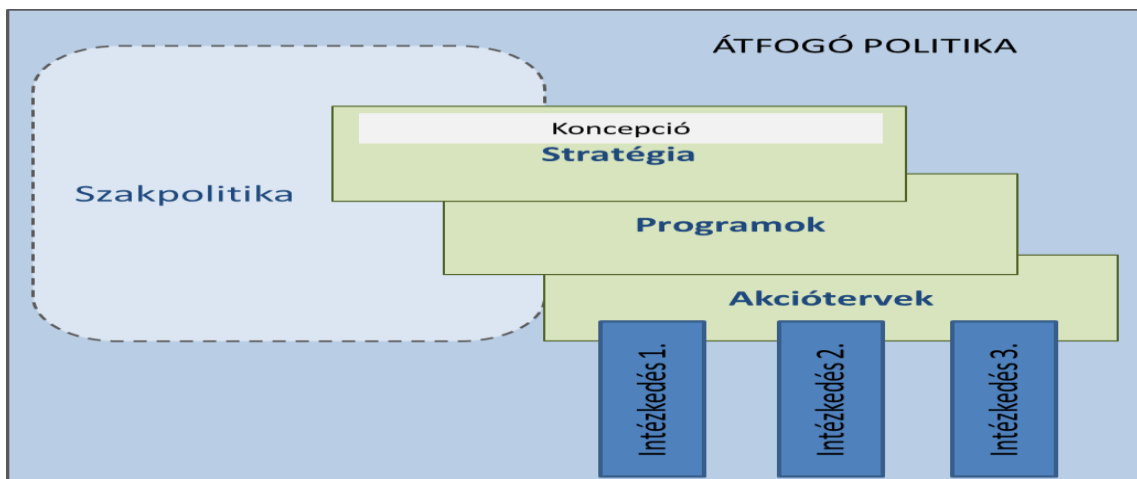 ÁTFOGÓ POLITIKA
Koncepció
Stratégia
Szakpolitika
Programok
Akciótervek
Intézkedés 1.
Intézkedés 2.
Intézkedés 3.